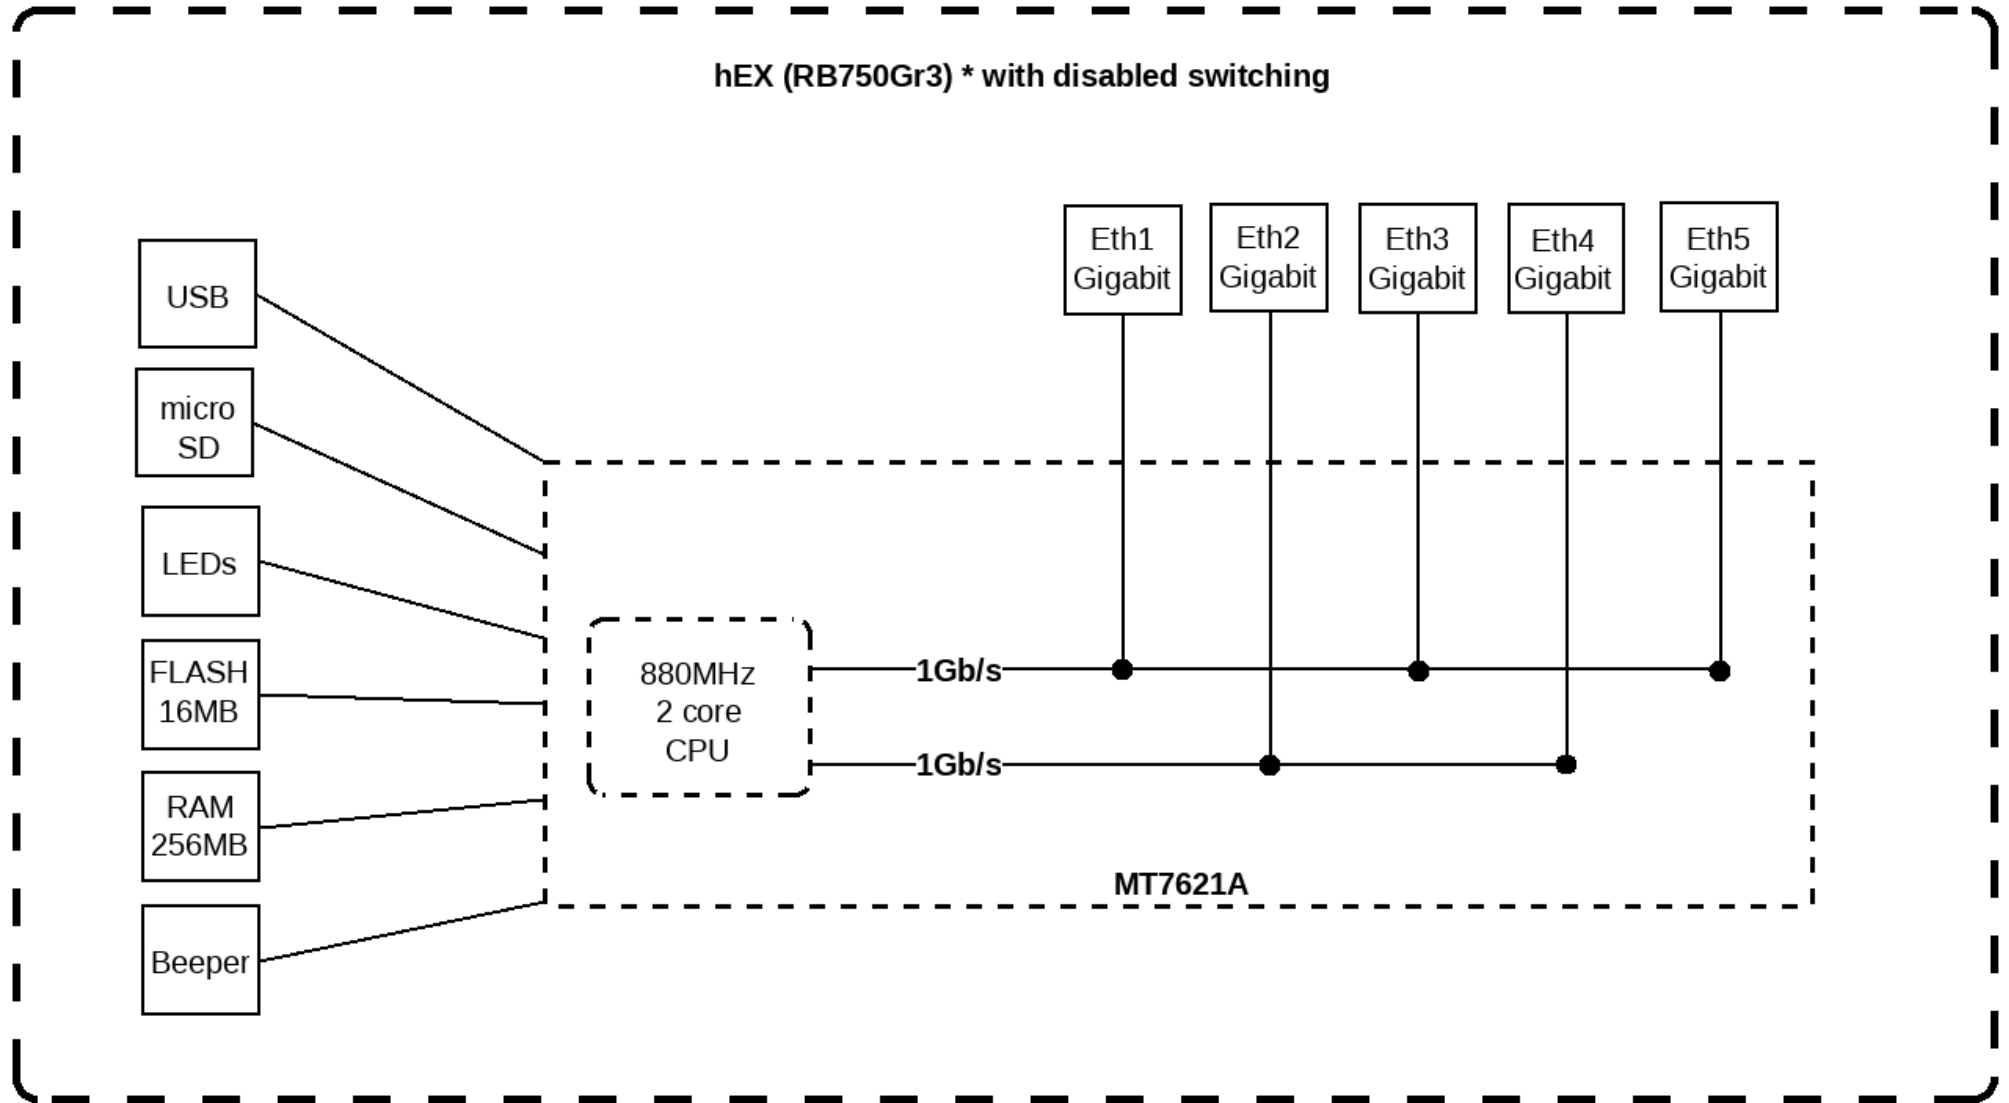 hEX (RB750Gr3) * with disabled switching
Eth1
Gigabit
Eth2
Gigabit
Eth3
Gigabit
Eth4
Gigabit
Eth5
Gigabit
USB
micro
SD
LEDs
FLASH
16MB
RAM
256MB
Beeper
880MHz
2 core
CPU
1Gb/s
1Gb/s
MT7621A